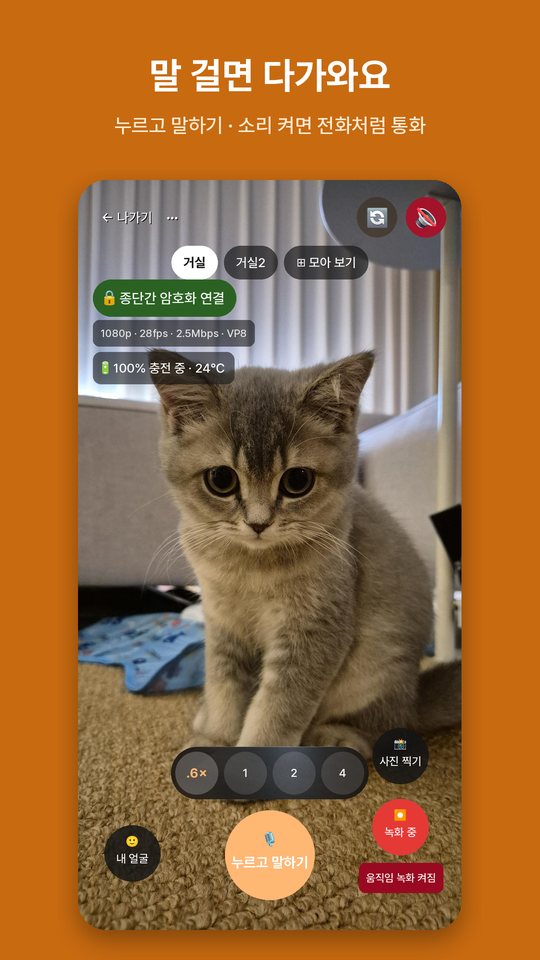 말 걸면 다가와요
누르고 말하기 · 소리 켜면 전화처럼 통화
← 나가기 ···
거실 거실2 ⊞ 모아 보기
🔒 종단간 암호화 연결
1080p · 28fps · 2.5Mbps · VP8
🔋100% 충전 중 · 24°C
사진 찍기
.6× 1 2 4
녹화 중
내 얼굴
누르고 말하기
움직임 녹화 켜짐